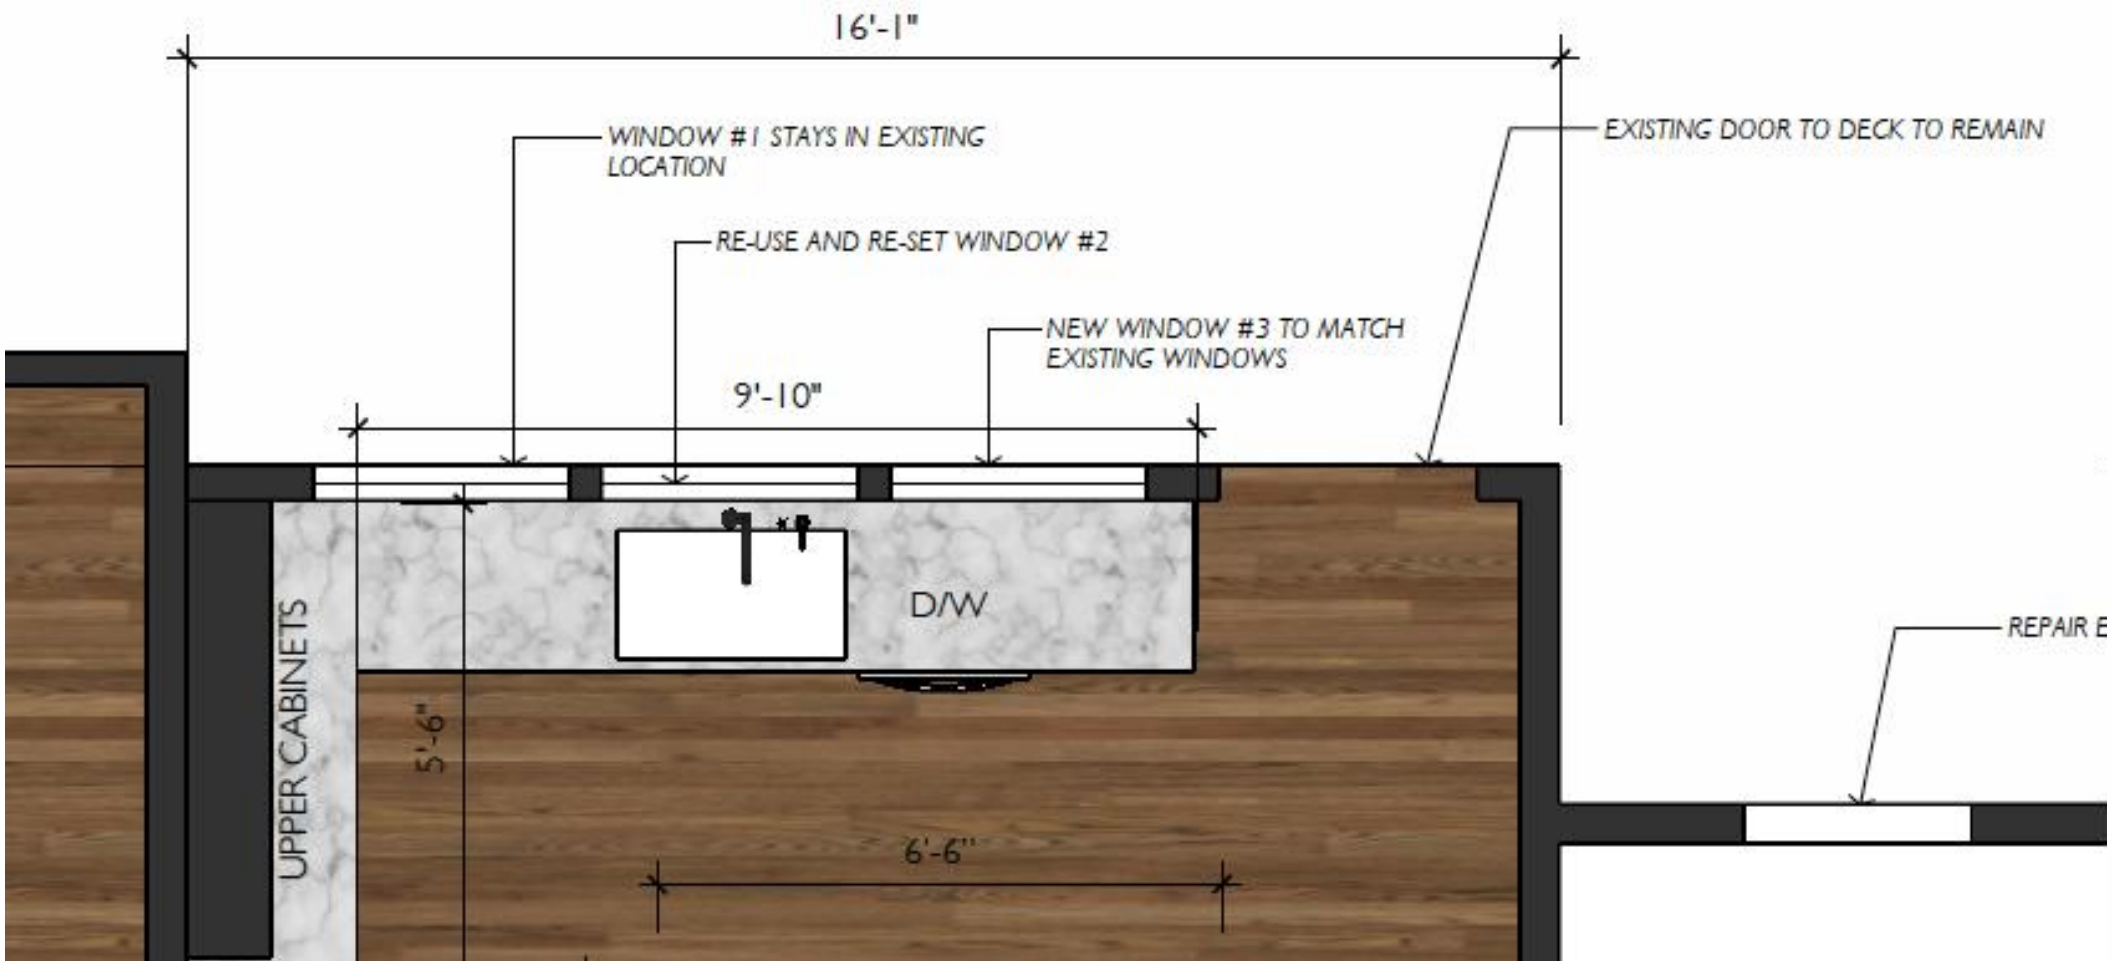 16'-1"
WINDOW #1 STAYS IN EXISTING
LOCATION
EXISTING DOOR TO DECK TO REMAIN
RE-USE AND RE-SET WINDOW #2
NEW WINDOW #3 TO MATCH
EXISTING WINDOWS
9'-10"
D/W
UPPER CABINETS
REPAIR E
5'-6"
6'-6"